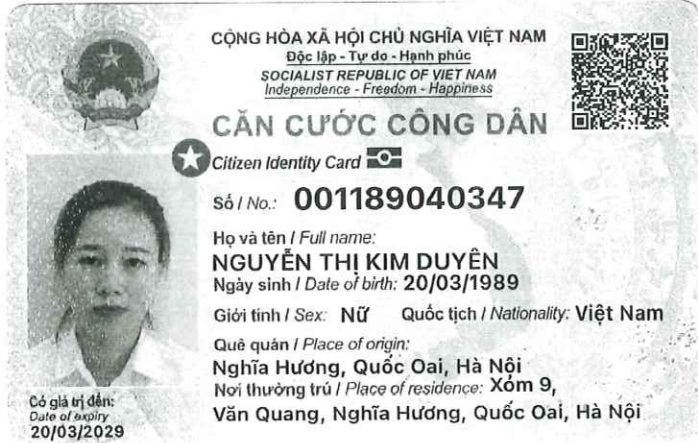 CỘNG HÒA XÃ HỘI CHỦ NGHĨA VIỆT NAM
Độc lập - Tự do - Hạnh phúc
SOCIALIST REPUBLIC OF VIET NAM
Independence - Freedom - Happiness
CĂN CƯỚC CÔNG DÂN
Citizen Identity Card
Số / No.: 001189040347
Họ và tên / Full name:
NGUYỄN THỊ KIM DUYÊN
Ngày sinh / Date of birth: 20/03/1989
Giới tính / Sex: Nữ Quốc tịch / Nationality: Việt Nam
Quê quán / Place of origin:
Nghĩa Hương, Quốc Oai, Hà Nội
Nơi thường trú / Place of residence: Xóm 9,
Văn Quang, Nghĩa Hương, Quốc Oai, Hà Nội
Có giá trị đến:
Date of expiry
20/03/2029